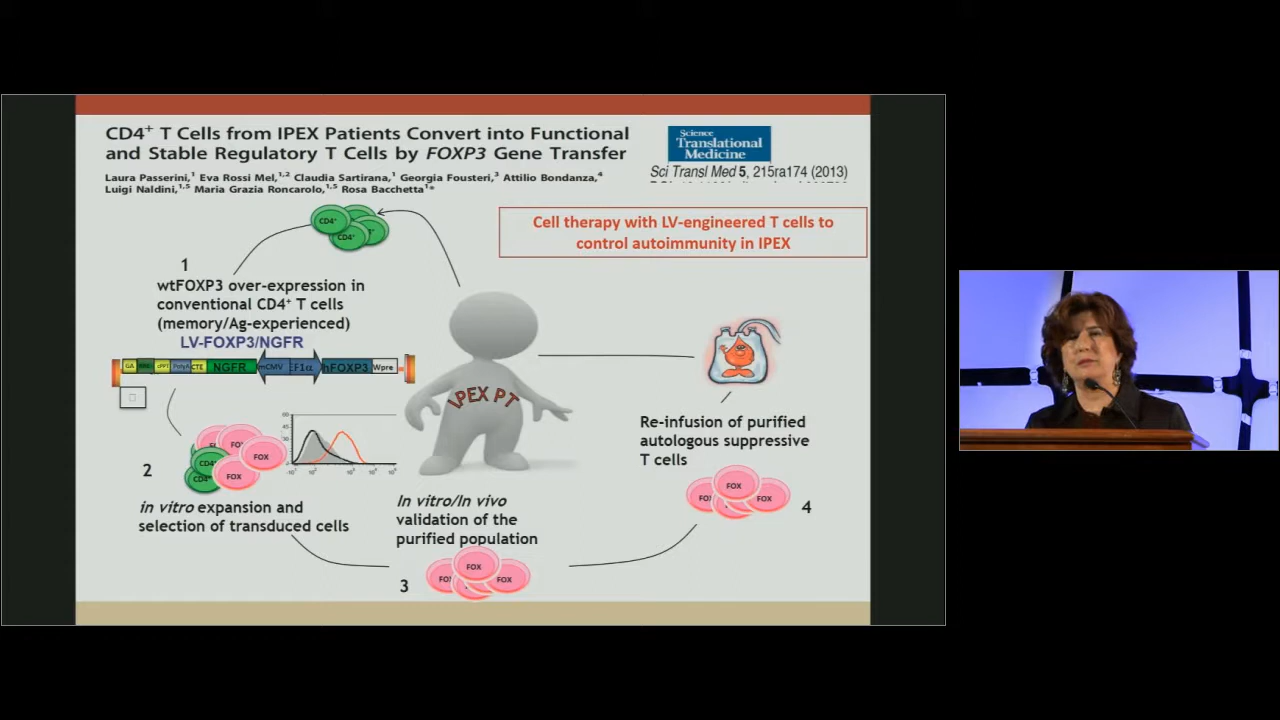 CD4+ T Cells from IPEX Patients Convert into Functional
and Stable Regulatory T Cells by FOXP3 Gene Transfer
Laura Passerini,1 Eva Rossi Mel,1,2 Claudia Sartirana,1 Georgia Fousteri,3 Attilio Bondanza,4
Luigi Naldini,1,5 Maria Grazia Roncarolo,1,5 Rosa Bacchetta1*
Science
Translational
Medicine
Sci Transl Med 5, 215ra174 (2013)
Cell therapy with LV-engineered T cells to
control autoimmunity in IPEX
CD4+
CD4+
1
wtFOXP3 over-expression in
conventional CD4+ T cells
(memory/Ag-experienced)
LV-FOXP3/NGFR
GA
cPPT
PolyA
CTE
NGFR
mCMV
EF1α
hFOXP3
Wpre
IPEX PT
2
CD4+
CD4+
FOX
FOX
in vitro expansion and
selection of transduced cells
In vitro/In vivo
validation of the
purified population
3
FOX
FOX
Re-infusion of purified
autologous suppressive
T cells
4
FOX
FOX